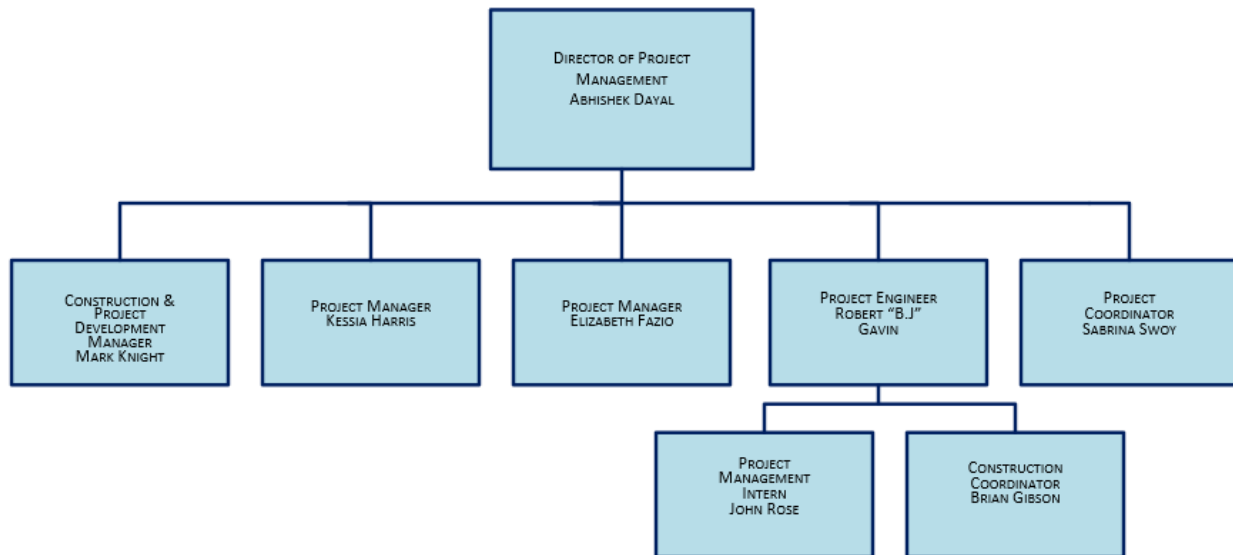 Director of Project
Management
Abhishek Dayal
Construction &
Project
Development
Manager
Mark Knight
Project Manager
Kessia Harris
Project Manager
Elizabeth Fazio
Project Engineer
Robert “B.J”
Gavin
Project
Coordinator
Sabrina Swoy
Project
Management
Intern
John Rose
Construction
Coordinator
Brian Gibson